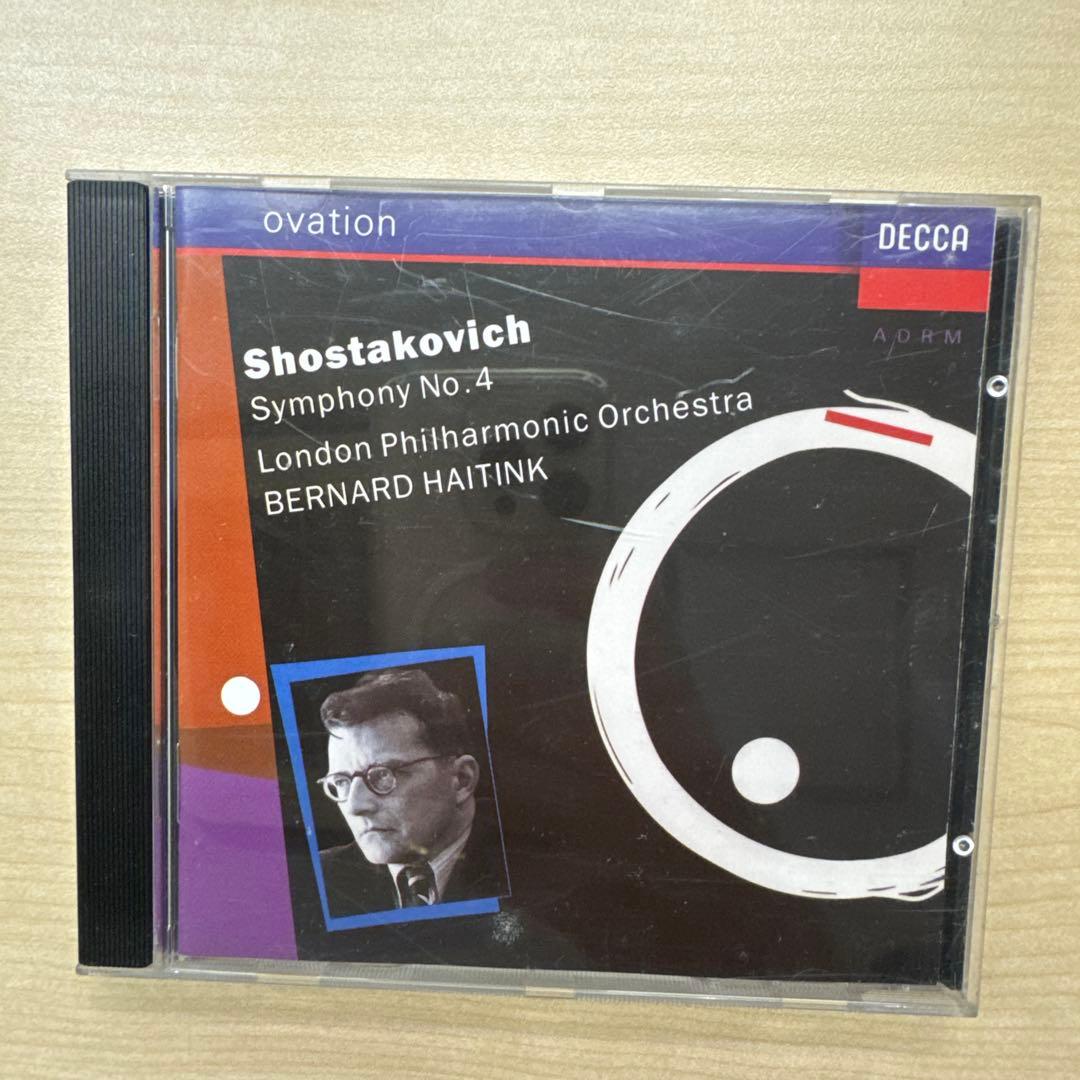 ovation
DECCA
ADRM
Shostakovich
Symphony No. 4
London Philharmonic Orchestra
BERNARD HAITINK